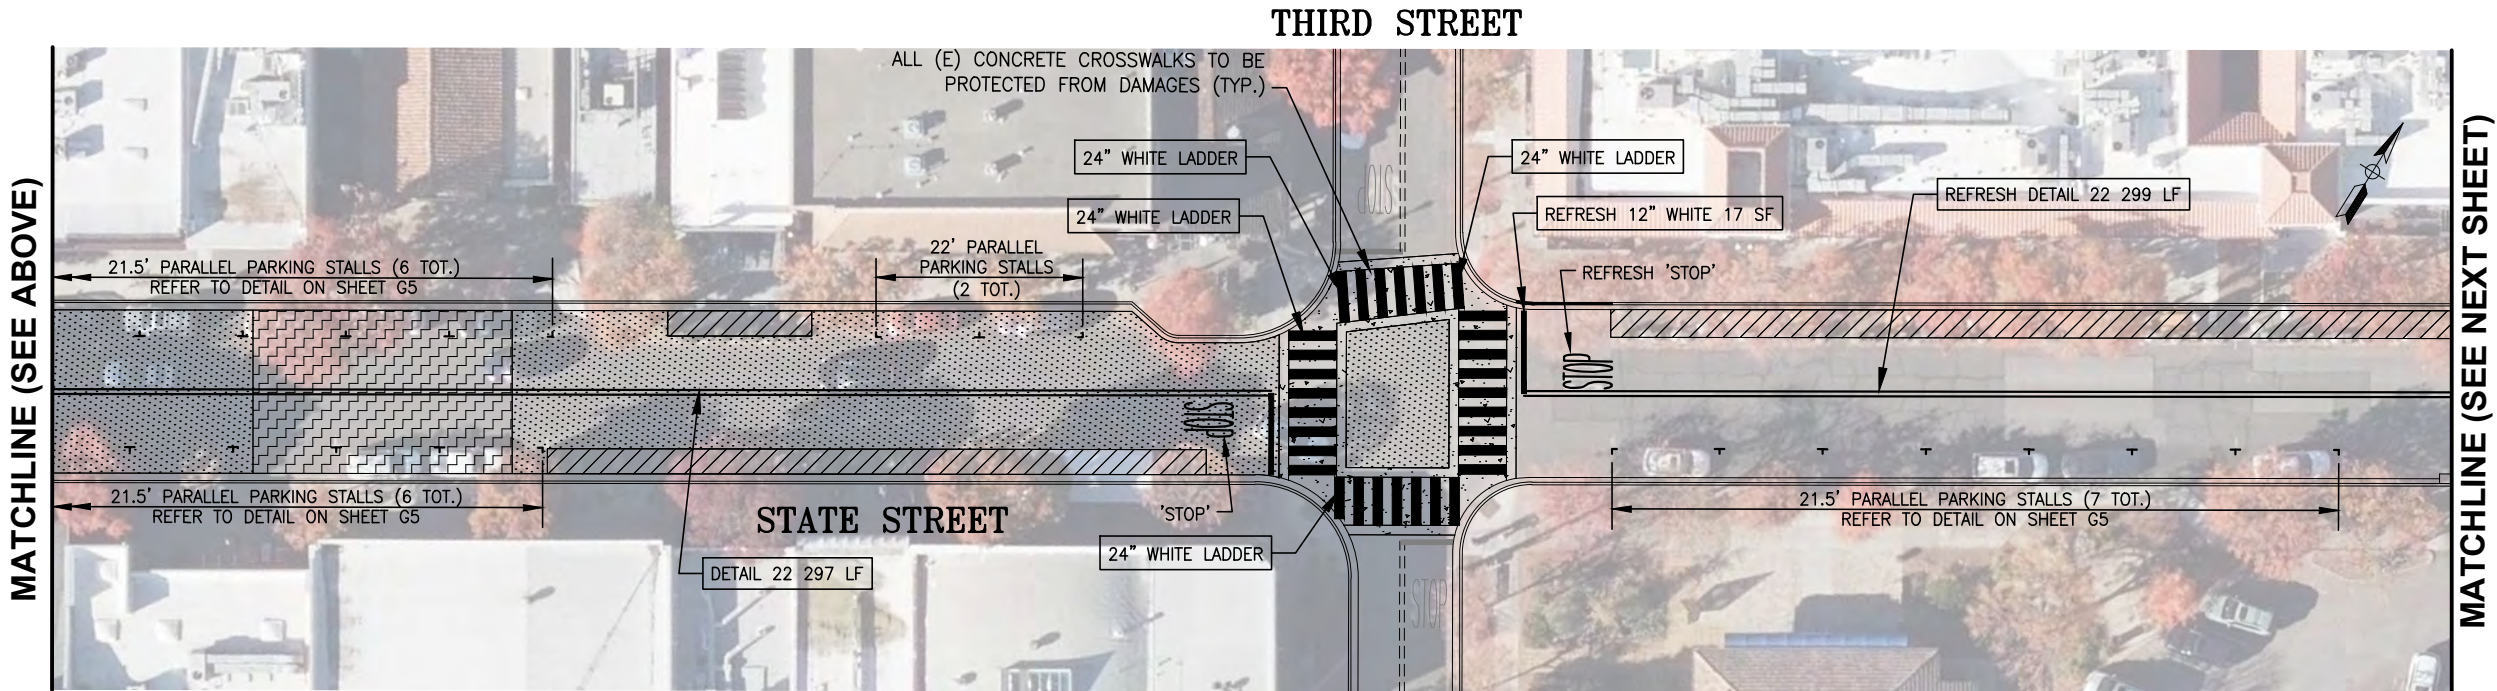 THIRD STREET
ALL (E) CONCRETE CROSSWALKS TO BE
PROTECTED FROM DAMAGES (TYP.)
24" WHITE LADDER
24" WHITE LADDER
24" WHITE LADDER
REFRESH 12" WHITE 17 SF
REFRESH DETAIL 22 299 LF
REFRESH 'STOP'
STOP
21.5' PARALLEL PARKING STALLS (6 TOT.)
REFER TO DETAIL ON SHEET G5
22' PARALLEL
PARKING STALLS
(2 TOT.)
MATCHLINE (SEE ABOVE)
MATCHLINE (SEE NEXT SHEET)
STOP
STOP
21.5' PARALLEL PARKING STALLS (6 TOT.)
REFER TO DETAIL ON SHEET G5
STATE STREET
'STOP'
21.5' PARALLEL PARKING STALLS (7 TOT.)
REFER TO DETAIL ON SHEET G5
24" WHITE LADDER
DETAIL 22 297 LF
STOP